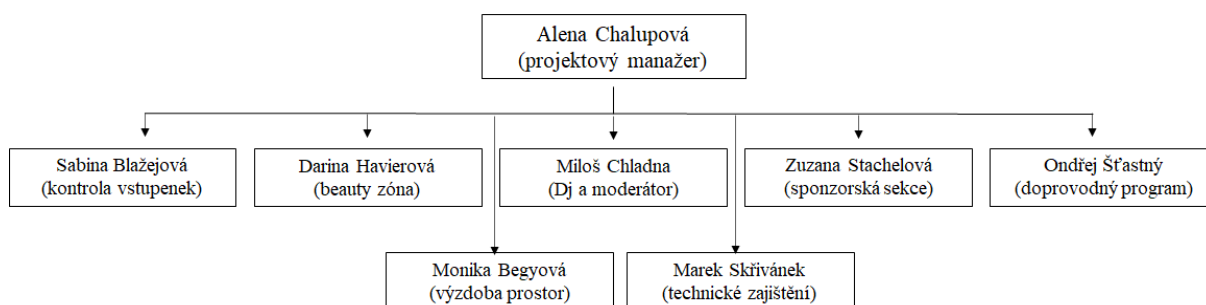 Alena Chalupová
(projektový manažer)
Sabina Blažejová
(kontrola vstupenek)
Darina Havierová
(beauty zóna)
Miloš Chladna
(Dj a moderátor)
Zuzana Stachelová
(sponzorská sekce)
Ondřej Šťastný
(doprovodný program)
Monika Begyová
(výzdoba prostor)
Marek Skřivánek
(technické zajištění)